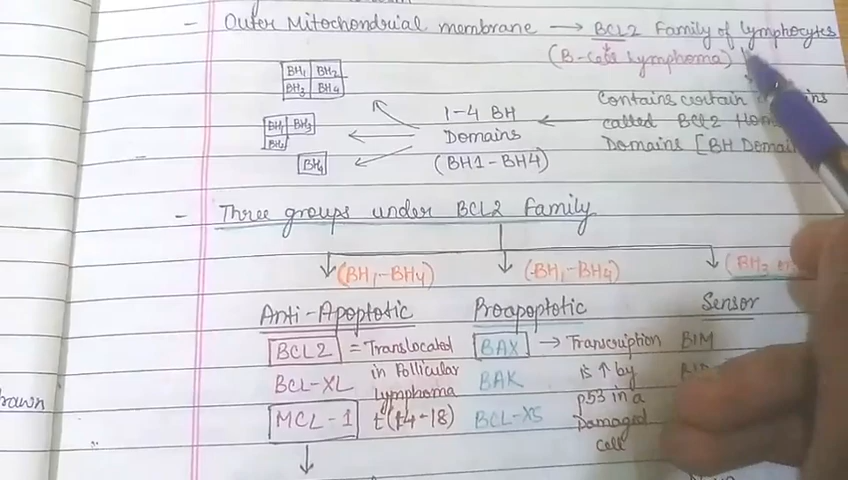 - Outer Mitochondrial membrane → BCL2 Family of Lymphocytes
(B-Cell Lymphoma)
BH1 BH2
BH3 BH4
1-4 BH
Domains
(BH1-BH4)
Contains certain
called BCL2
Domains [BH Domain
BH4
- Three groups under BCL2 family
(BH1-BH4) (BH1-BH4) (BH3
Anti-Apoptotic Proapoptotic Sensor
BCL2 = Translocated BAX → Transcription BIM
BCL-XL in Follicular BAK is ↑ by
lymphoma p53 in a
MCL-1 t(14-18) BCL-XS Damaged
cell
rawn